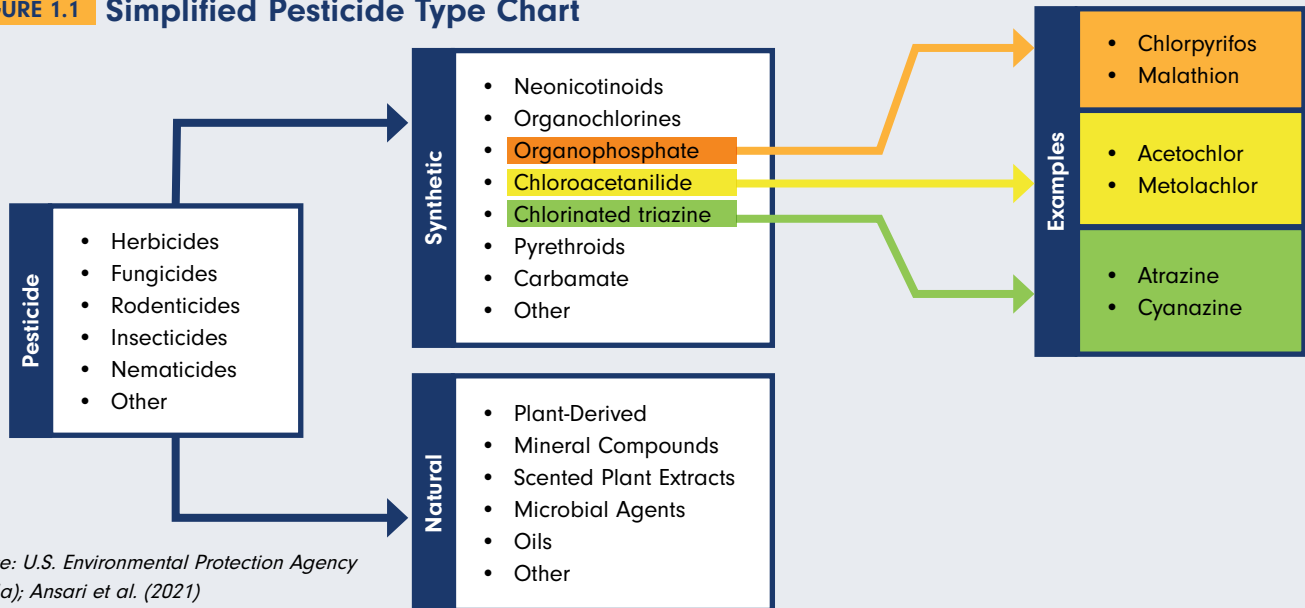 GURE 1.1 Simplified Pesticide Type Chart
Pesticide
• Herbicides
• Fungicides
• Rodenticides
• Insecticides
• Nematicides
• Other
Synthetic
• Neonicotinoids
• Organochlorines
• Organophosphate
• Chloroacetanilide
• Chlorinated triazine
• Pyrethroids
• Carbamate
• Other
Natural
• Plant-Derived
• Mineral Compounds
• Scented Plant Extracts
• Microbial Agents
• Oils
• Other
Examples
• Chlorpyrifos
• Malathion
• Acetochlor
• Metolachlor
• Atrazine
• Cyanazine
e: U.S. Environmental Protection Agency
a); Ansari et al. (2021)